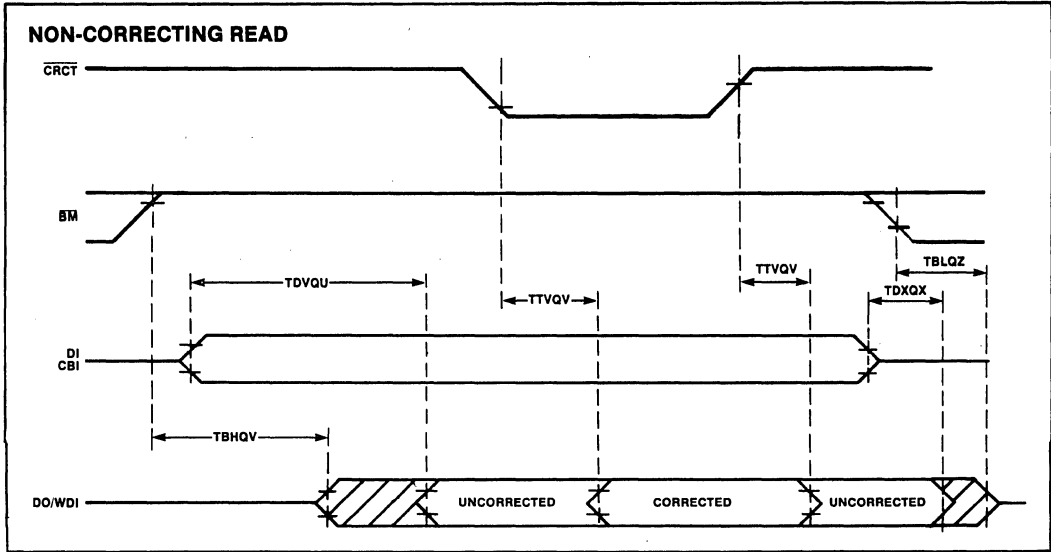 NON-CORRECTING READ
CRCT
BM
TBLQZ
TDVQU
TTVQV
TTVQV
TDXQX
DI
CBI
TBHQV
DO/WDI
UNCORRECTED
CORRECTED
UNCORRECTED